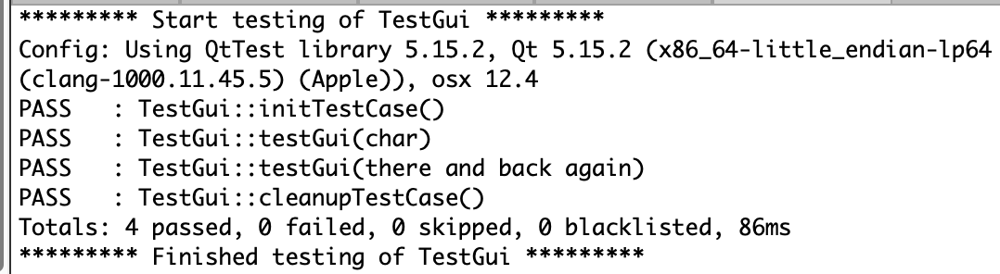 ********* Start testing of TestGui *********
Config: Using QtTest library 5.15.2, Qt 5.15.2 (x86_64-little_endian-lp64
(clang-1000.11.45.5) (Apple)), osx 12.4
PASS   : TestGui::initTestCase()
PASS   : TestGui::testGui(char)
PASS   : TestGui::testGui(there and back again)
PASS   : TestGui::cleanupTestCase()
Totals: 4 passed, 0 failed, 0 skipped, 0 blacklisted, 86ms
********* Finished testing of TestGui *********